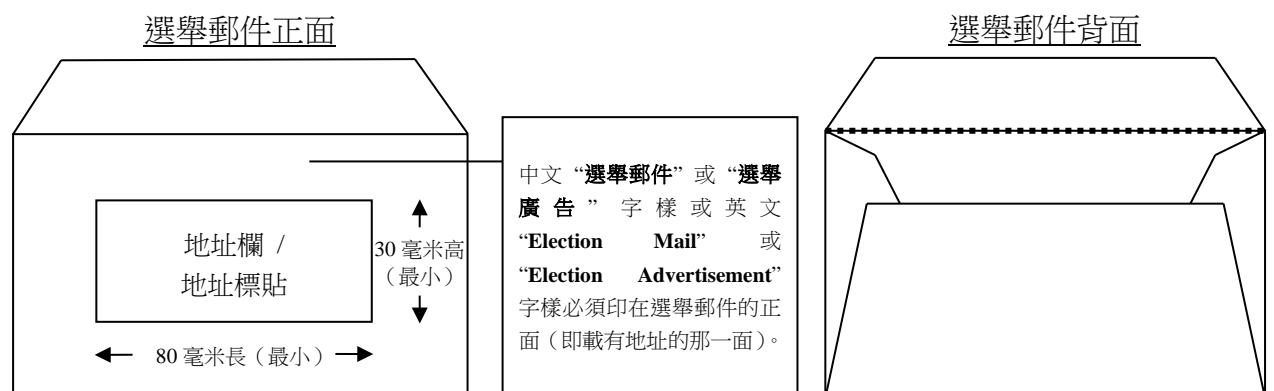 選舉郵件正面
選舉郵件背面
地址欄 /
地址標貼
30 毫米高
（最小）
80 毫米長（最小）
中文 “選舉郵件” 或 “選舉
廣告” 字樣或英文
“Election Mail” 或
“Election Advertisement”
字樣必須印在選舉郵件的正
面（即載有地址的那一面）。